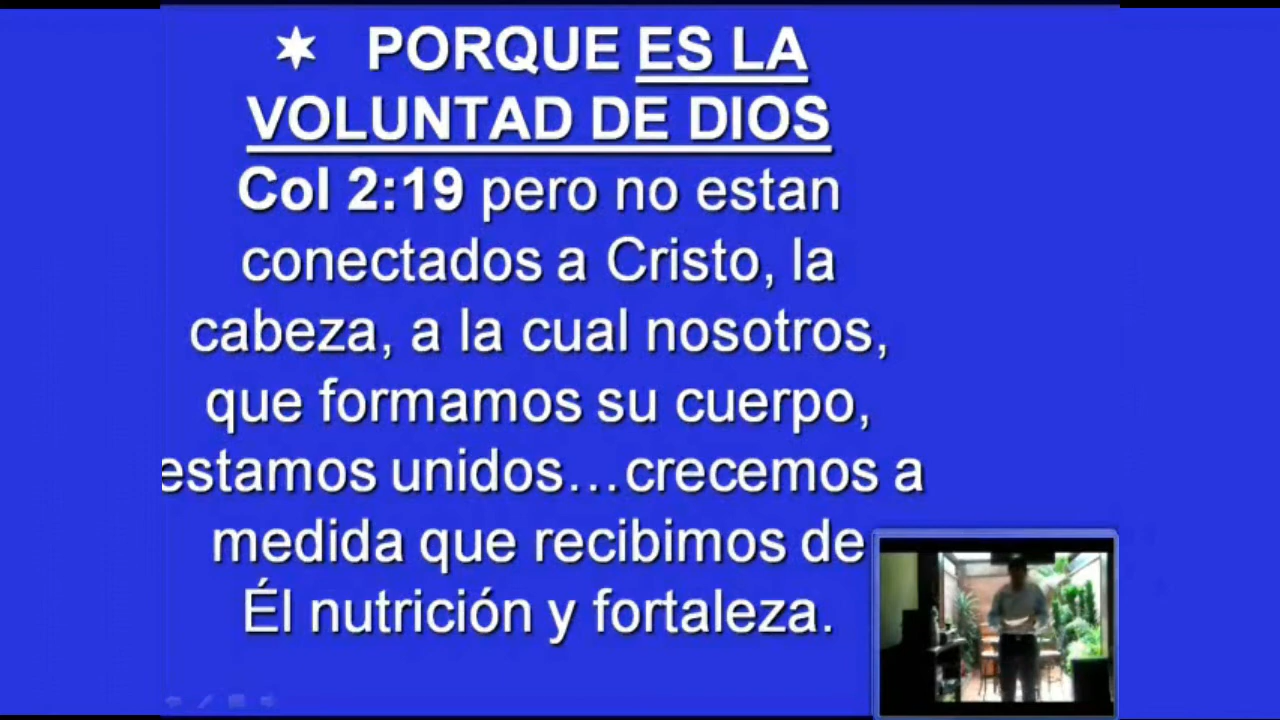 ✶ PORQUE ES LA
VOLUNTAD DE DIOS
Col 2:19 pero no estan
conectados a Cristo, la
cabeza, a la cual nosotros,
que formamos su cuerpo,
estamos unidos…crecemos a
medida que recibimos de
Él nutrición y fortaleza.